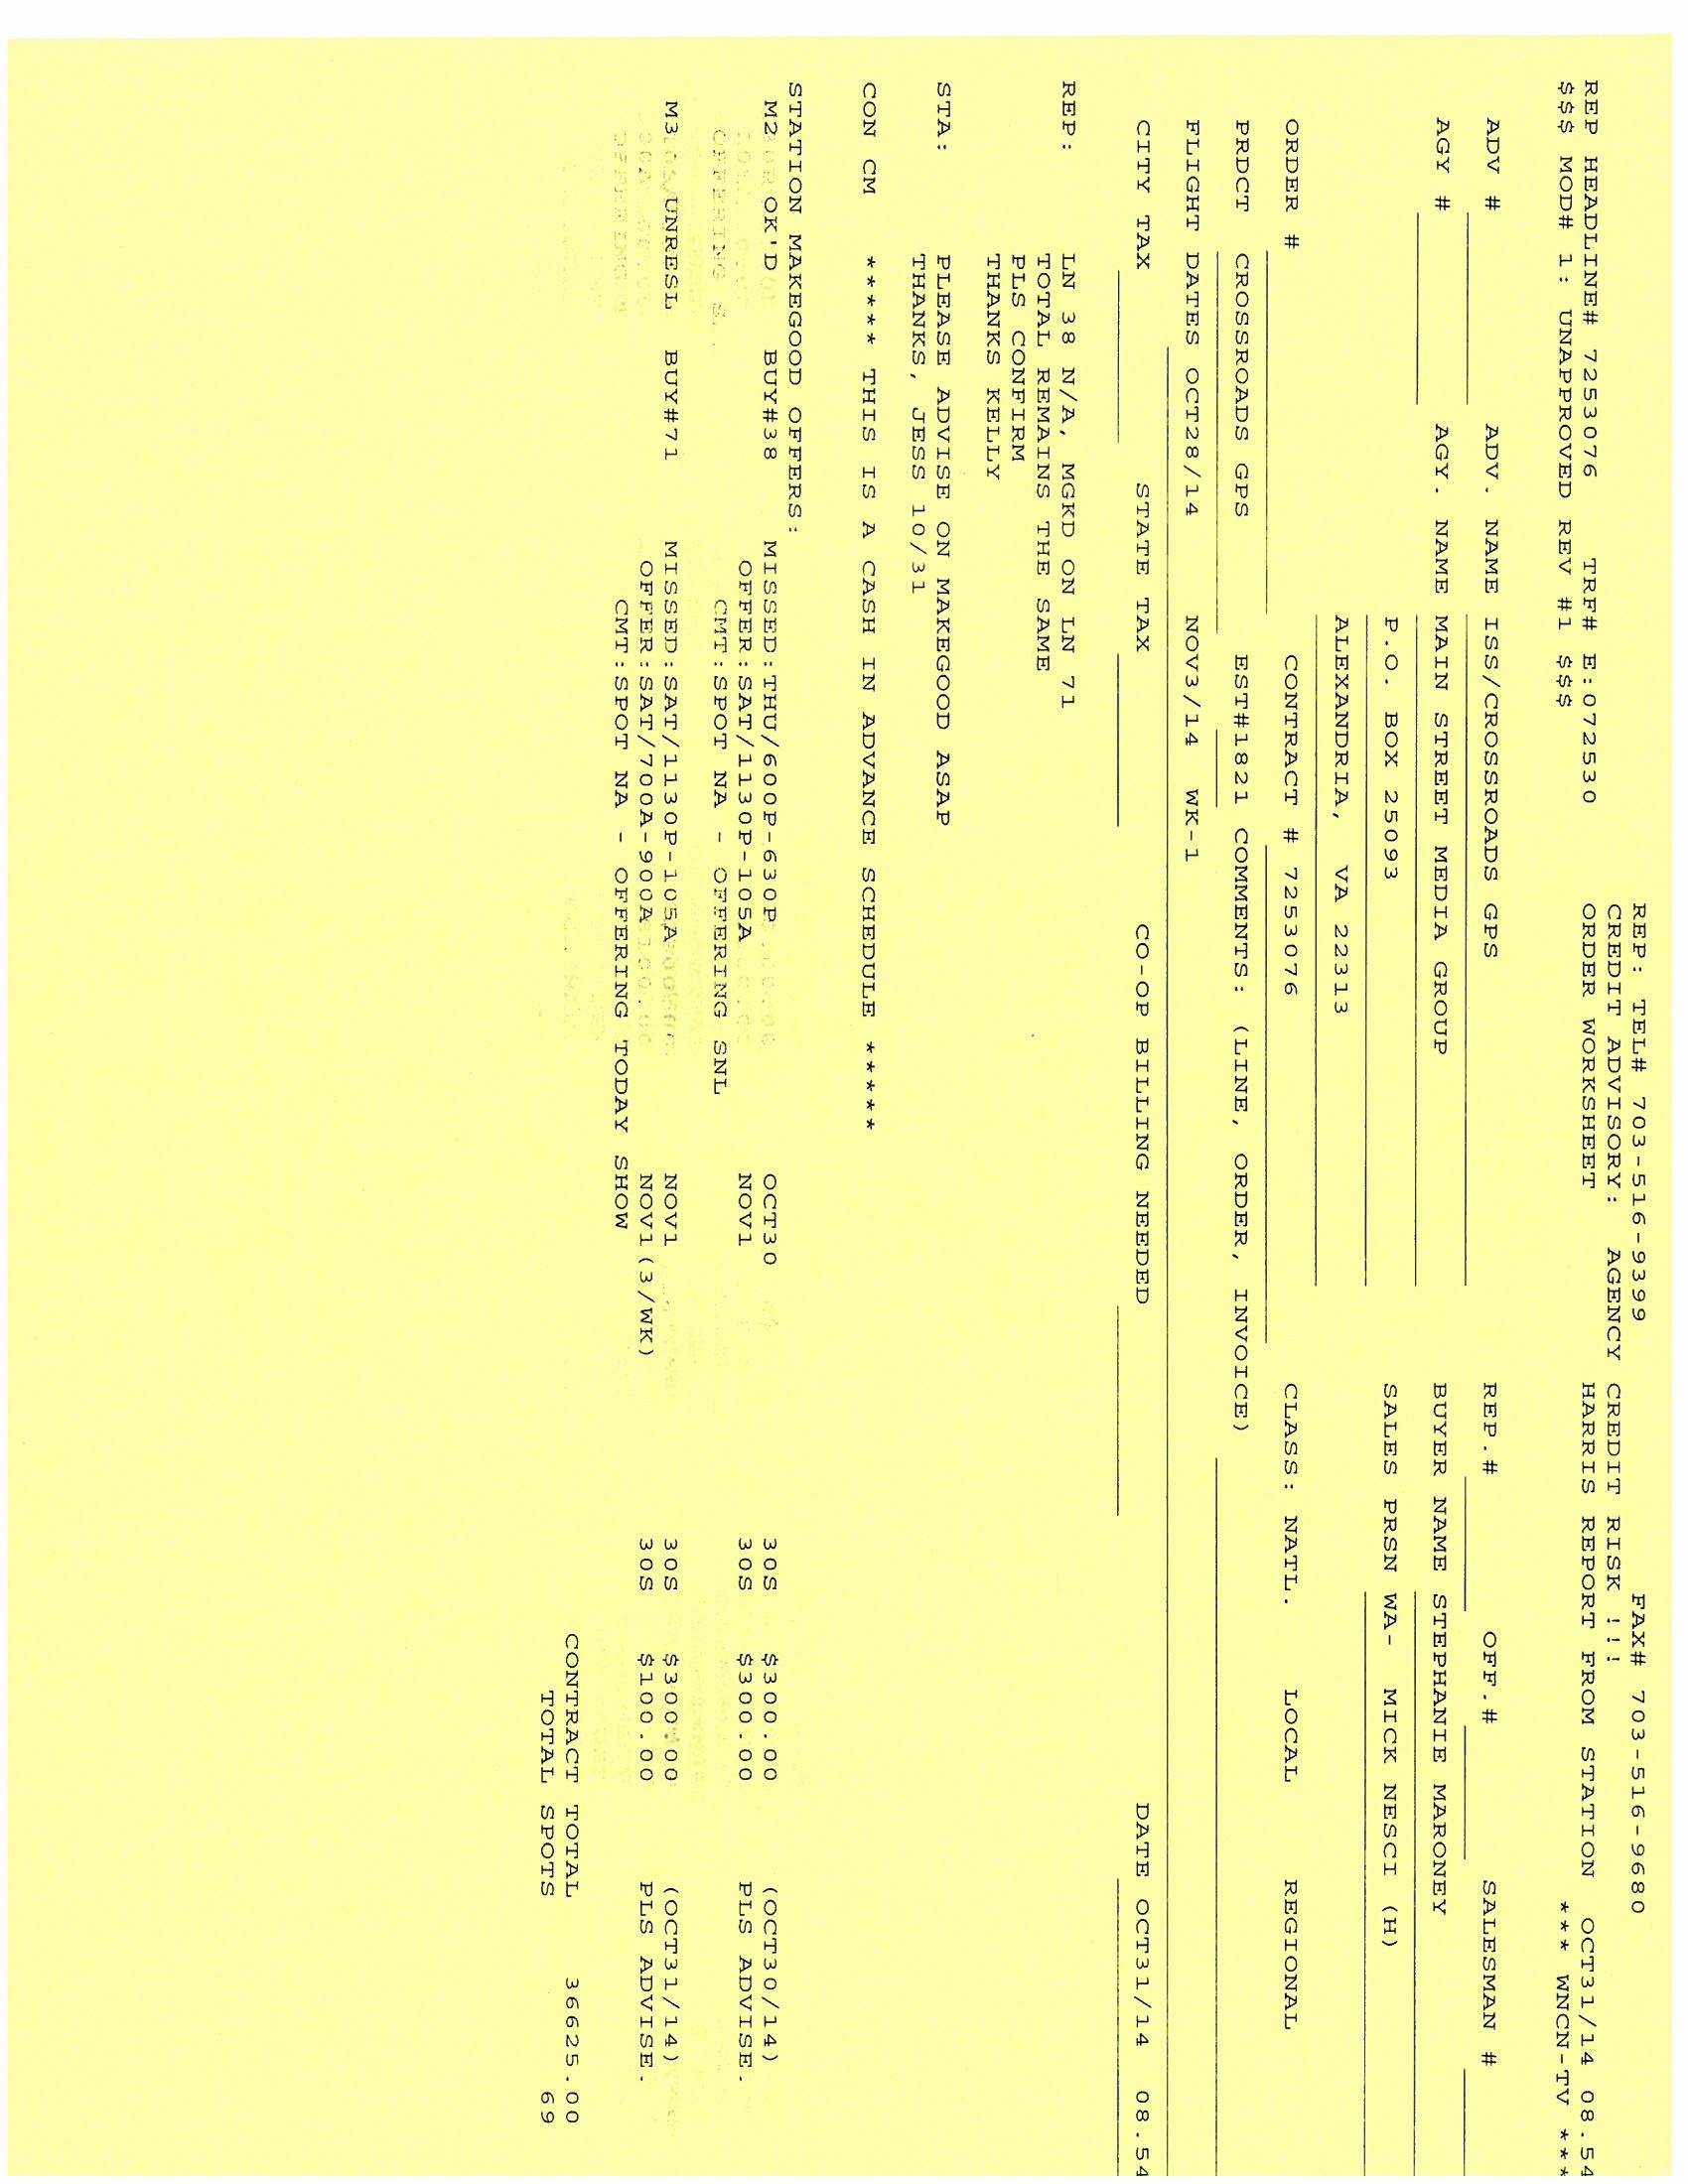 REP: TEL# 703-516-9399 FAX# 703-516-9680
CREDIT ADVISORY: AGENCY CREDIT RISK !!!
ORDER WORKSHEET HARRIS REPORT FROM STATION OCT31/14 08.54
REP HEADLINE# 7253076 TRF# E:072530
$$$ MOD# 1: UNAPPROVED REV #1 $$$ *** WNCN-TV ***
ADV # ADV. NAME ISS/CROSSROADS GPS REP.# OFF.# SALESMAN #
AGY # AGY. NAME MAIN STREET MEDIA GROUP BUYER NAME STEPHANIE MARONEY
P.O. BOX 25093 SALES PRSN WA- MICK NESCI (H)
ALEXANDRIA, VA 22313
ORDER # CONTRACT # 7253076 CLASS: NATL. LOCAL REGIONAL
PRDCT CROSSROADS GPS EST#1821 COMMENTS: (LINE, ORDER, INVOICE)
FLIGHT DATES OCT28/14 NOV3/14 WK-1
CITY TAX STATE TAX CO-OP BILLING NEEDED DATE OCT31/14 08.54
REP: LN 38 N/A, MGKD ON LN 71
TOTAL REMAINS THE SAME
PLS CONFIRM
THANKS KELLY
STA: PLEASE ADVISE ON MAKEGOOD ASAP
THANKS, JESS 10/31
CON CM ***** THIS IS A CASH IN ADVANCE SCHEDULE *****
STATION MAKEGOOD OFFERS:
M2 OK'D BUY#38 MISSED:THU/600P-630P OCT30 30S $300.00 (OCT30/14)
OFFER:SAT/1130P-105A NOV1 30S $300.00 PLS ADVISE.
CMT:SPOT NA - OFFERING SNL
M3 UNRESL BUY#71 MISSED:SAT/1130P-105A NOV1 30S $300.00 (OCT31/14)
OFFER:SAT/700A-900A NOV1(3/WK) 30S $100.00 PLS ADVISE.
CMT:SPOT NA - OFFERING TODAY SHOW
CONTRACT TOTAL 36625.00
TOTAL SPOTS 69